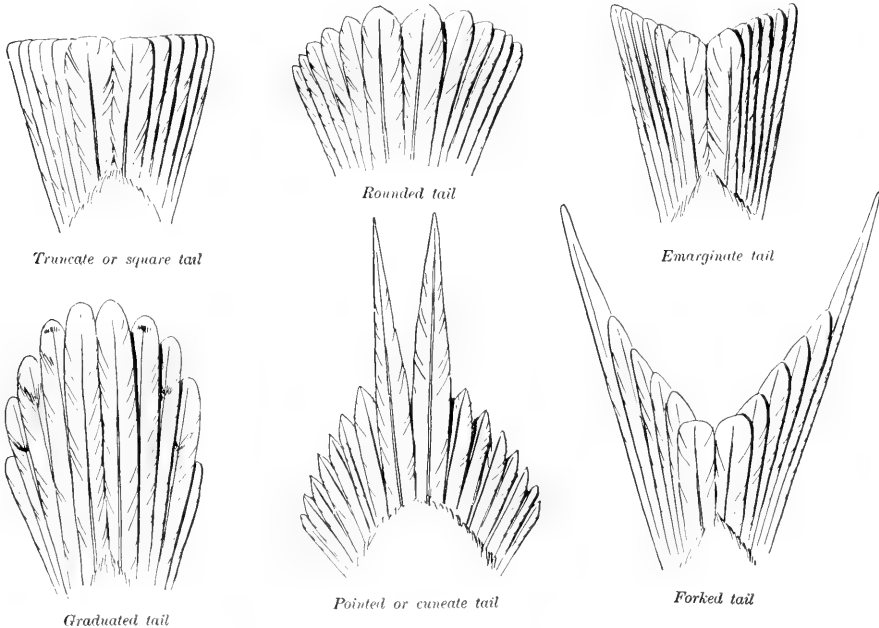 Truncate or square tail
Rounded tail
Emarginate tail
Graduated tail
Pointed or cuneate tail
Forked tail